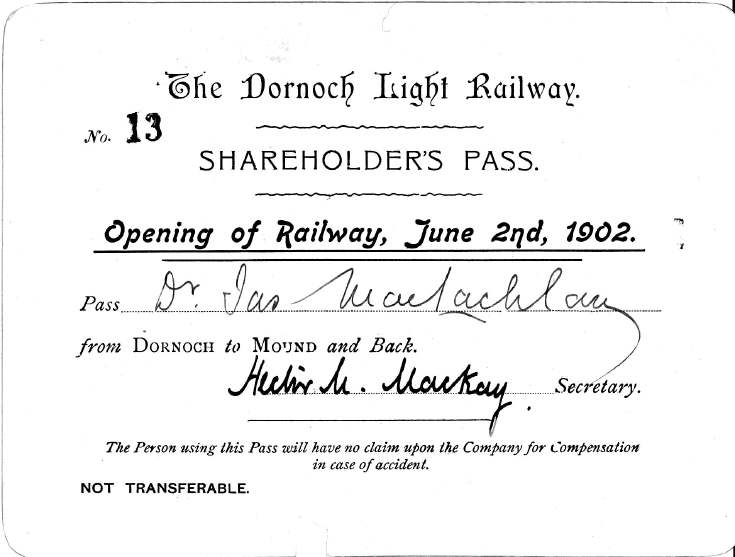 The Dornoch Light Railway.
No. 13
SHAREHOLDER'S PASS.
Opening of Railway, June 2nd, 1902.
Pass Dr. Jas MacLachlan
from DORNOCH to MOUND and Back.
Hector M. Mackay Secretary.
The Person using this Pass will have no claim upon the Company for Compensation
in case of accident.
NOT TRANSFERABLE.